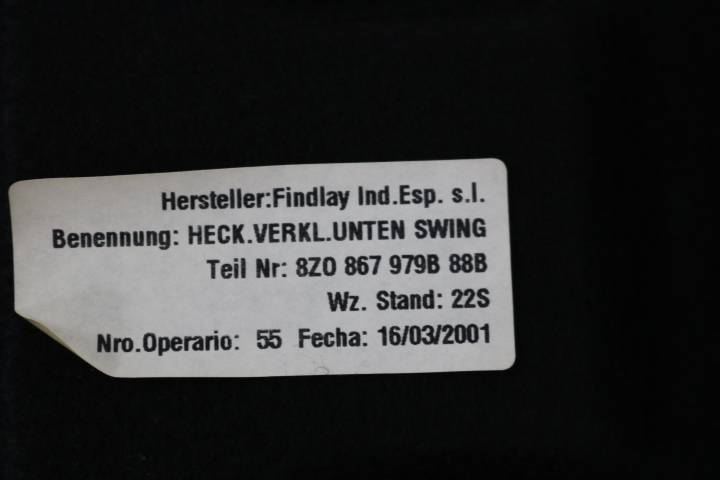 Hersteller:Findlay Ind.Esp. s.l.
Benennung: HECK.VERKL.UNTEN SWING
Teil Nr: 8Z0 867 979B 88B
Wz. Stand: 22S
Nro.Operario: 55 Fecha: 16/03/2001